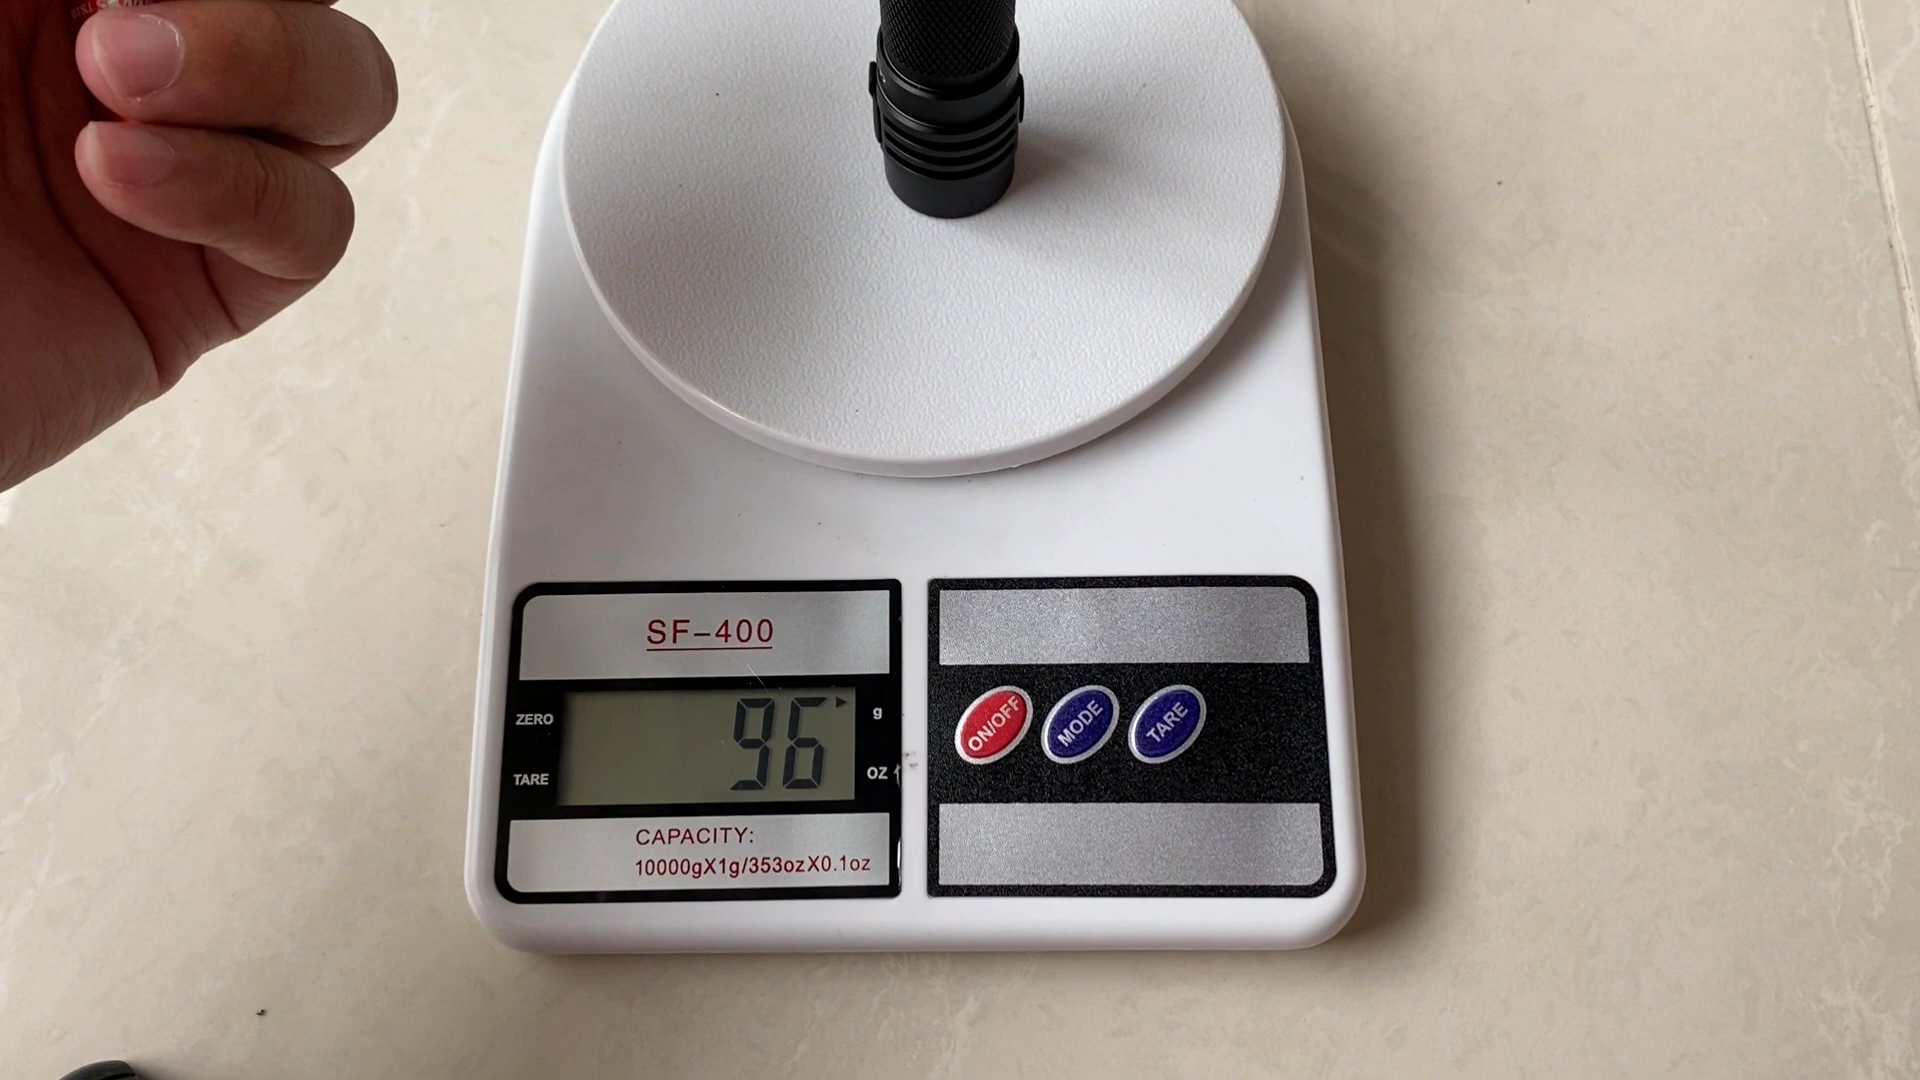 SF-400
ZERO
96
g
TARE
OZ
CAPACITY:
10000gX1g/353ozX0.1oz
ON/OFF
MODE
TARE